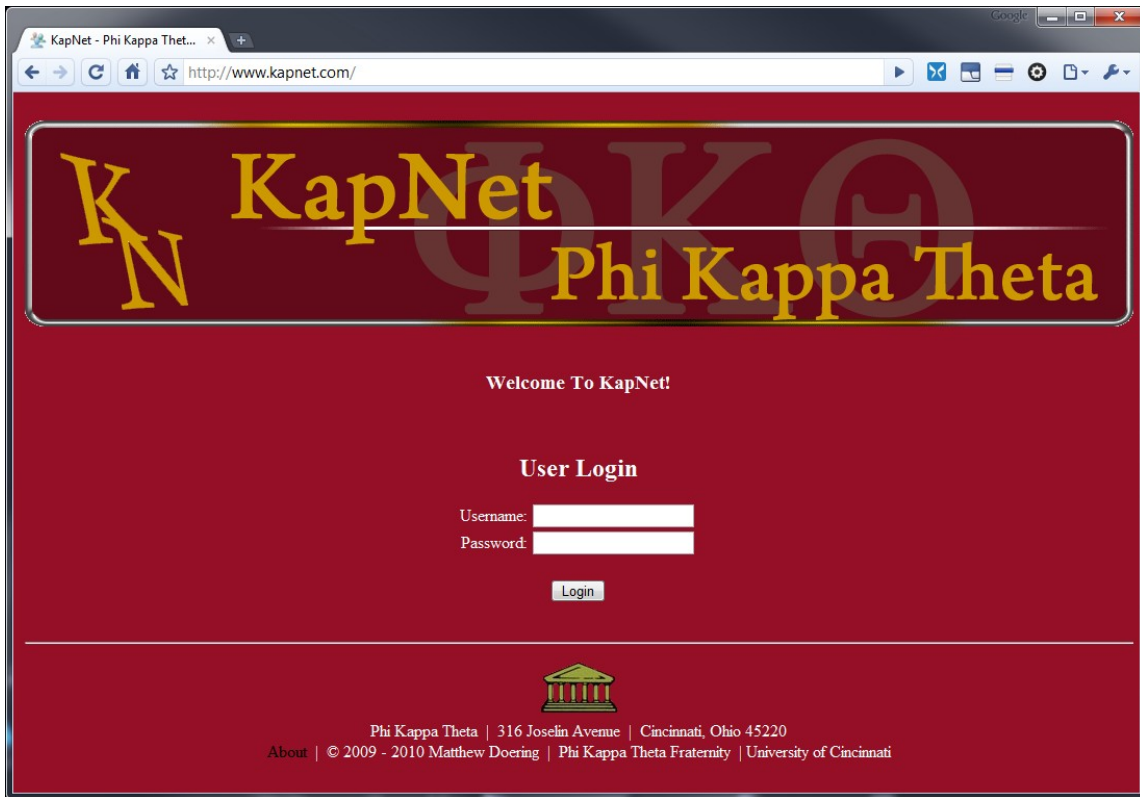 Google
KapNet - Phi Kappa Thet...
http://www.kapnet.com/
ΦΚΘ
KN
KapNet
Phi Kappa Theta
Welcome To KapNet!
User Login
Username:
Password:
Login
Phi Kappa Theta | 316 Joselin Avenue | Cincinnati, Ohio 45220
About | © 2009 - 2010 Matthew Doering | Phi Kappa Theta Fraternity | University of Cincinnati